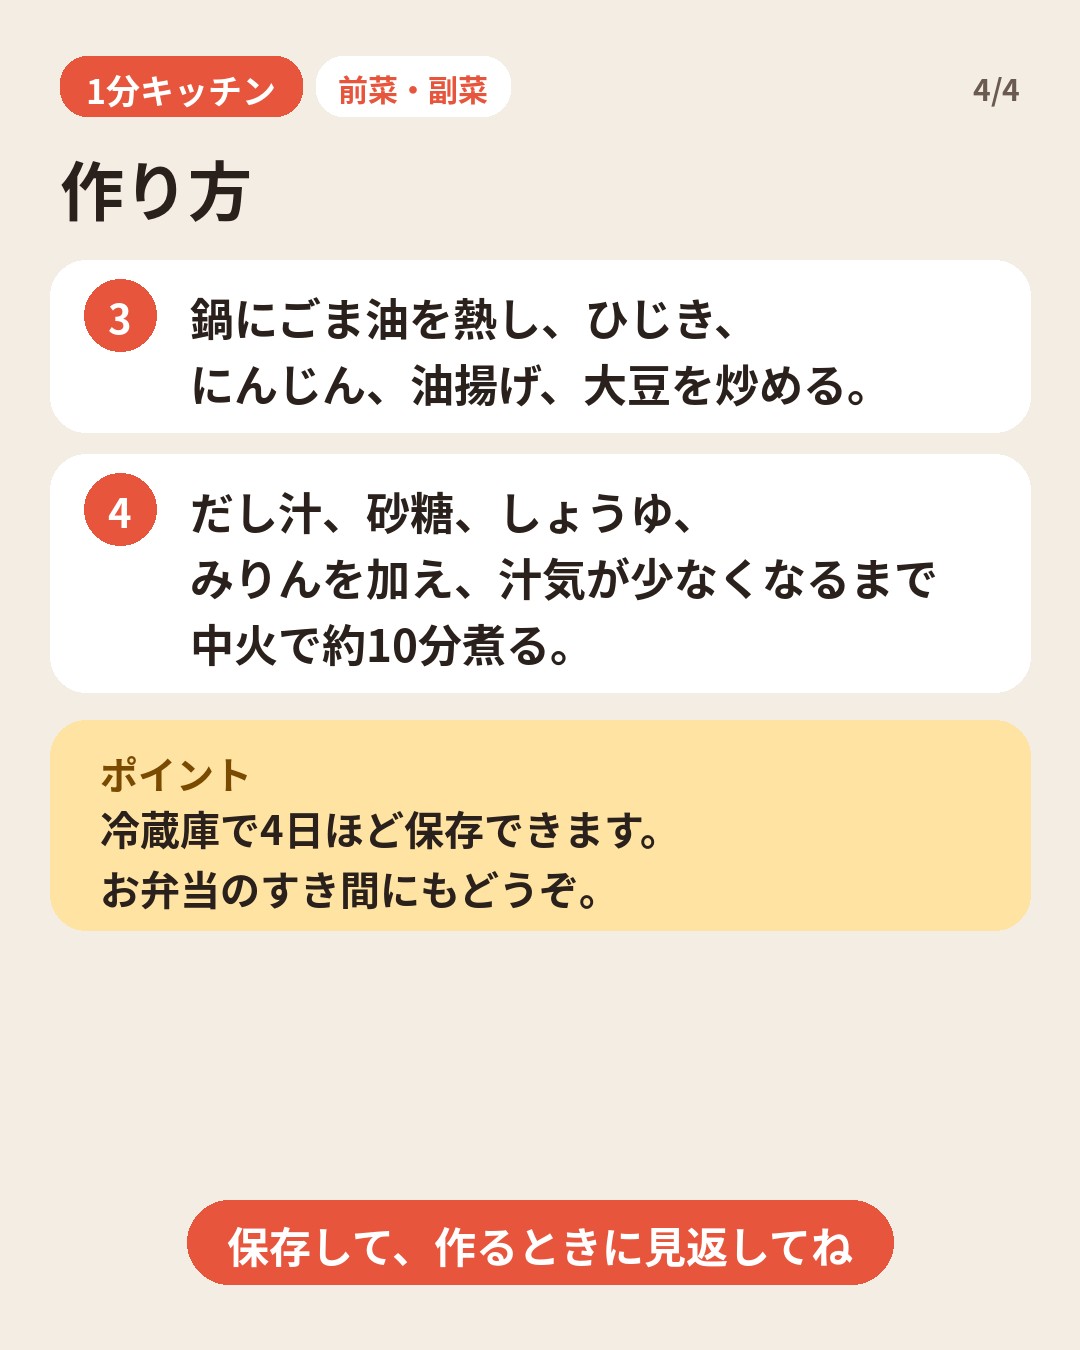 1分キッチン
前菜・副菜
4/4
作り方
3
鍋にごま油を熱し、ひじき、
にんじん、油揚げ、大豆を炒める。
4
だし汁、砂糖、しょうゆ、
みりんを加え、汁気が少なくなるまで
中火で約10分煮る。
ポイント
冷蔵庫で4日ほど保存できます。
お弁当のすき間にもどうぞ。
保存して、作るときに見返してね